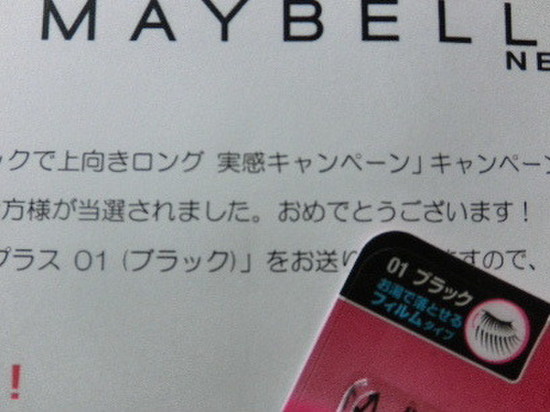 MAYBELL
NE
ックで上向きロング 実感キャンペーン」キャンペーン
方様が当選されました。おめでとうございます!
プラス 01 (ブラック)」をお送り ますので、
!
01 ブラック
お湯で落とせる
フィルムタイプ